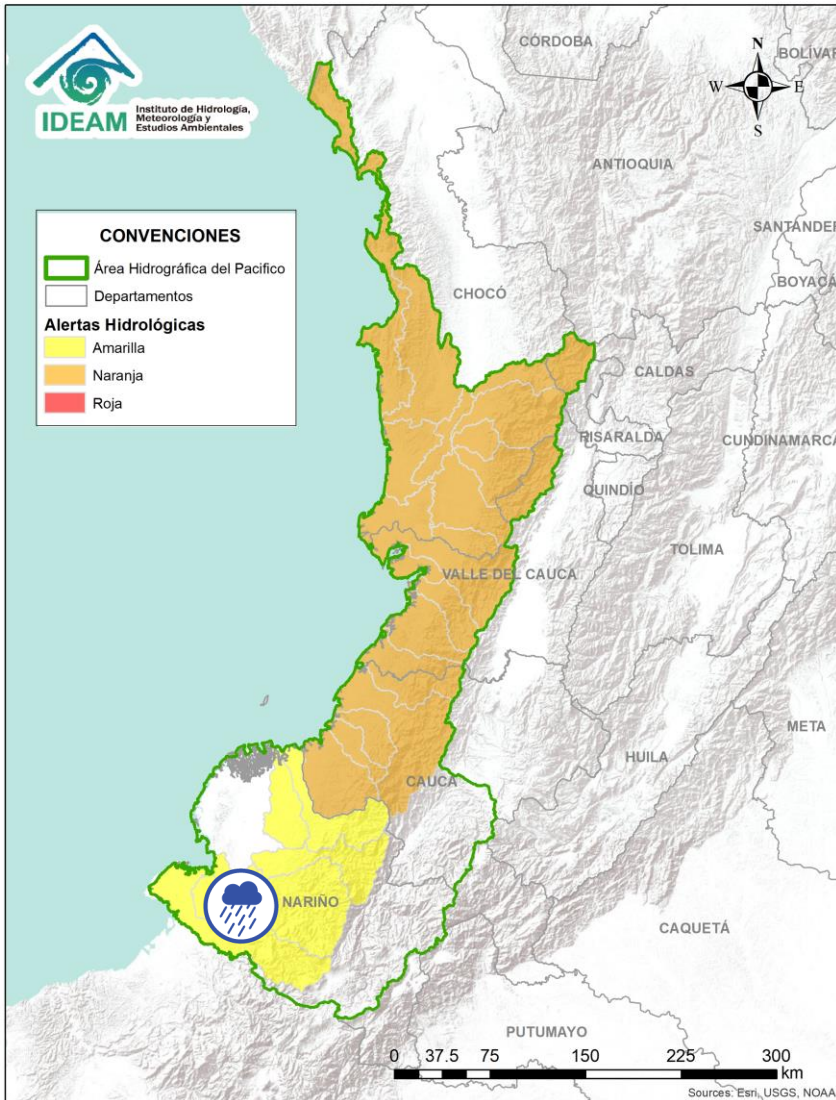 IDEAM
Instituto de Hidrología,
Meteorología y
Estudios Ambientales
N
W
E
S
CÓRDOBA
BOLÍVAR
ANTIOQUIA
SANTANDER
BOYACÁ
CHOCÓ
CALDAS
RISARALDA
CUNDINAMARCA
QUINDÍO
TOLIMA
VALLE DEL CAUCA
META
HUILA
CAUCA
NARIÑO
CAQUETÁ
PUTUMAYO
CONVENCIONES
Área Hidrográfica del Pacifico
Departamentos
Alertas Hidrológicas
Amarilla
Naranja
Roja
0 37.5 75 150 225 300
km
Sources: Esri, USGS, NOAA